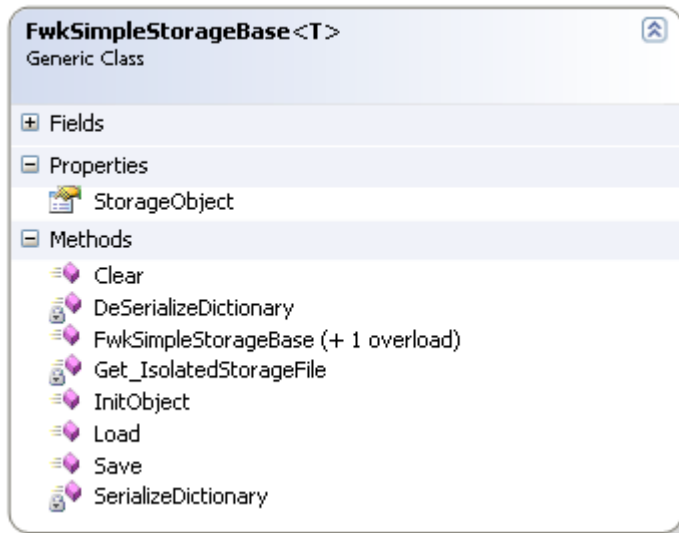 FwkSimpleStorageBase<T>
Generic Class
Fields
Properties
StorageObject
Methods
Clear
DeSerializeDictionary
FwkSimpleStorageBase (+ 1 overload)
Get_IsolatedStorageFile
InitObject
Load
Save
SerializeDictionary